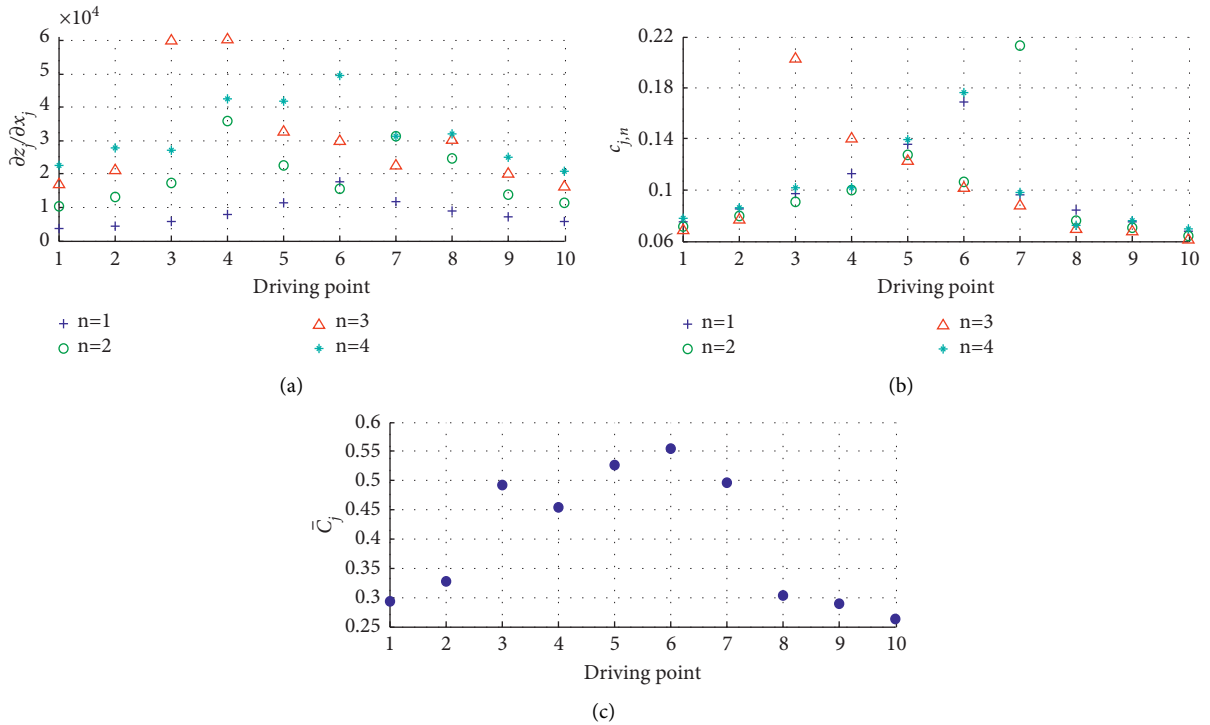 ×10⁴
6
5
4
3
2
1
0
∂z_j/∂x_j
1 2 3 4 5 6 7 8 9 10
Driving point
n=1
n=2
n=3
n=4
(a)
0.22
0.18
0.14
0.1
0.06
c_{j,n}
1 2 3 4 5 6 7 8 9 10
Driving point
n=1
n=2
n=3
n=4
(b)
0.6
0.55
0.5
0.45
0.4
0.35
0.3
0.25
C̄_j
1 2 3 4 5 6 7 8 9 10
Driving point
(c)